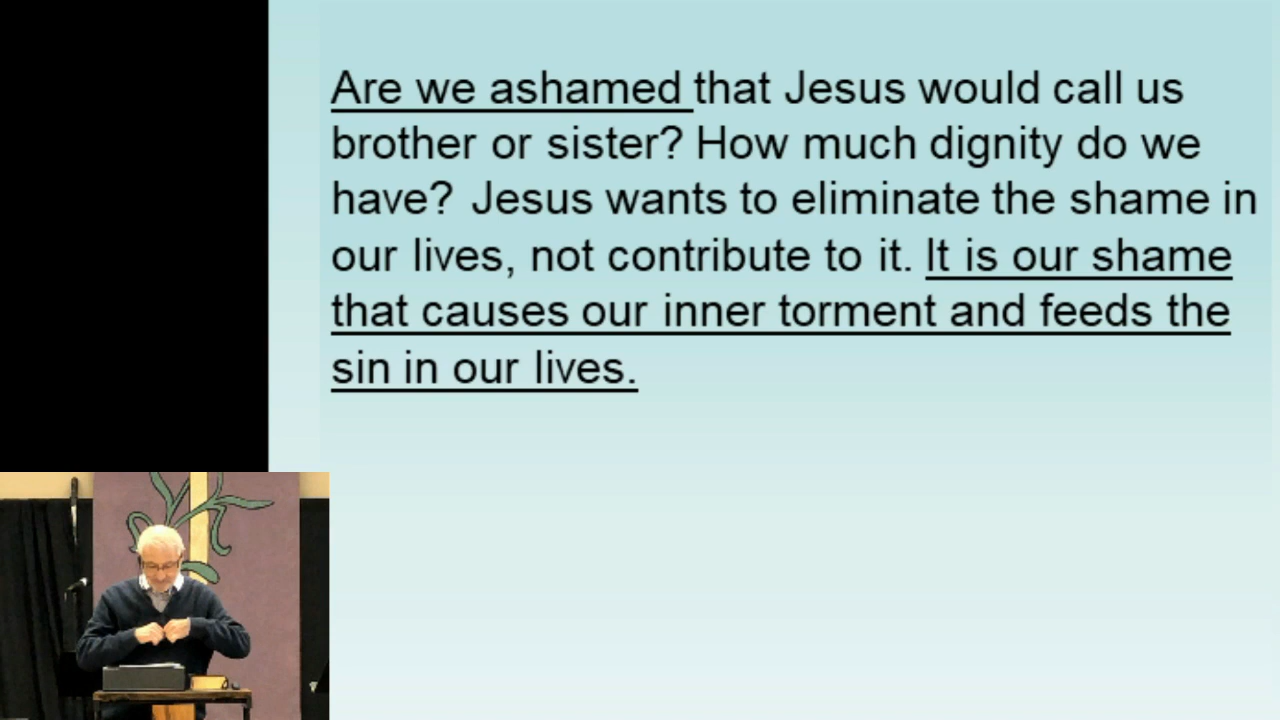 Are we ashamed that Jesus would call us
brother or sister? How much dignity do we
have? Jesus wants to eliminate the shame in
our lives, not contribute to it. It is our shame
that causes our inner torment and feeds the
sin in our lives.